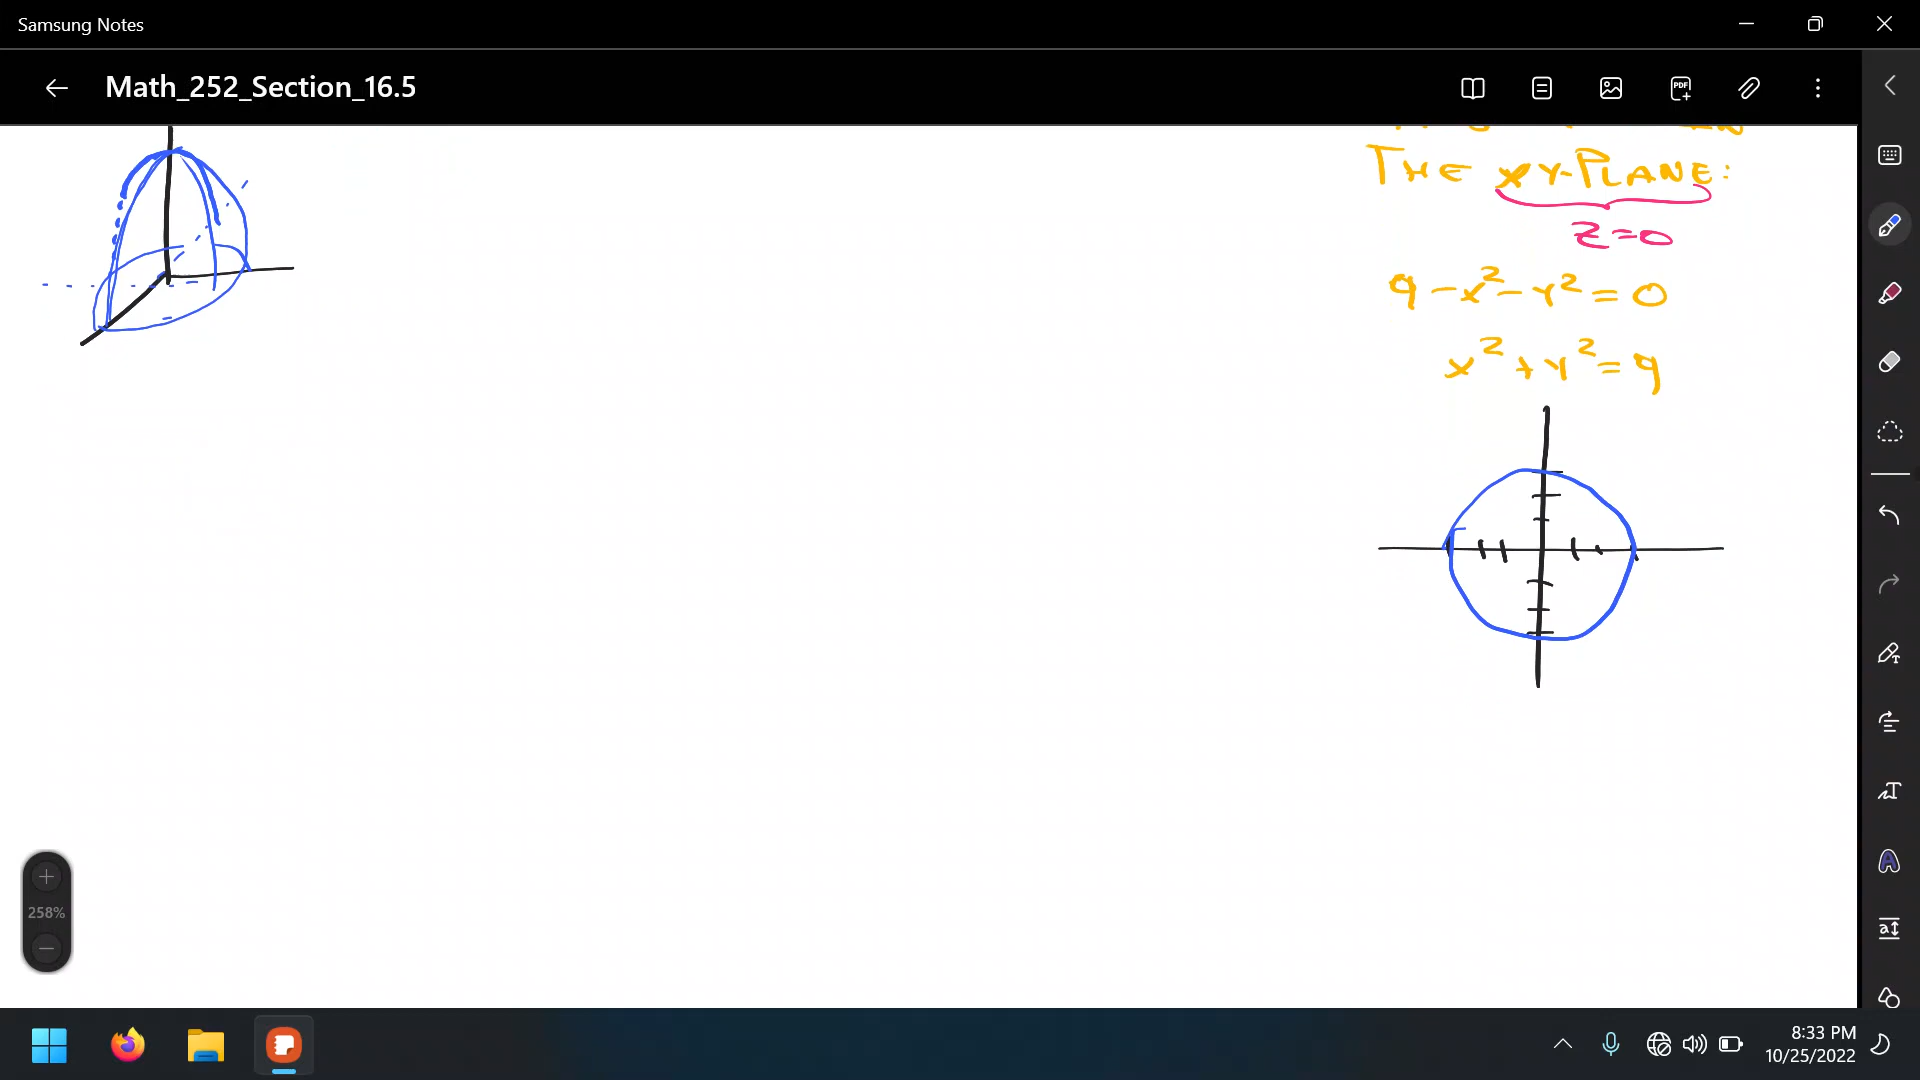 Samsung Notes
Math_252_Section_16.5
THE XY-PLANE:
Z=0
9-x²-y²=0
x²+y²=9
258%
8:33 PM
10/25/2022